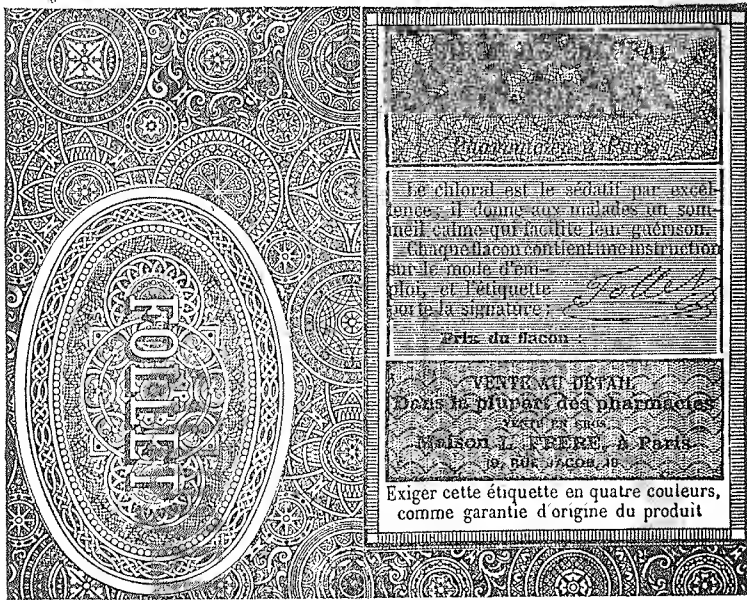 FOLLET
Pharmacien à Paris
Le chloral est le sédatif par excel-
lence; il donne aux malades un som-
meil calme qui facilite leur guérison.
Chaque flacon contient une instruction
sur le mode d'em-
ploi, et l'étiquette
porte la signature:
Follet
Prix du flacon:
VENTE AU DÉTAIL
Dans la plupart des pharmacies
VENTE EN GROS
Maison L. FRERE, à Paris
19, RUE JACOB, 19
Exiger cette étiquette en quatre couleurs,
comme garantie d'origine du produit